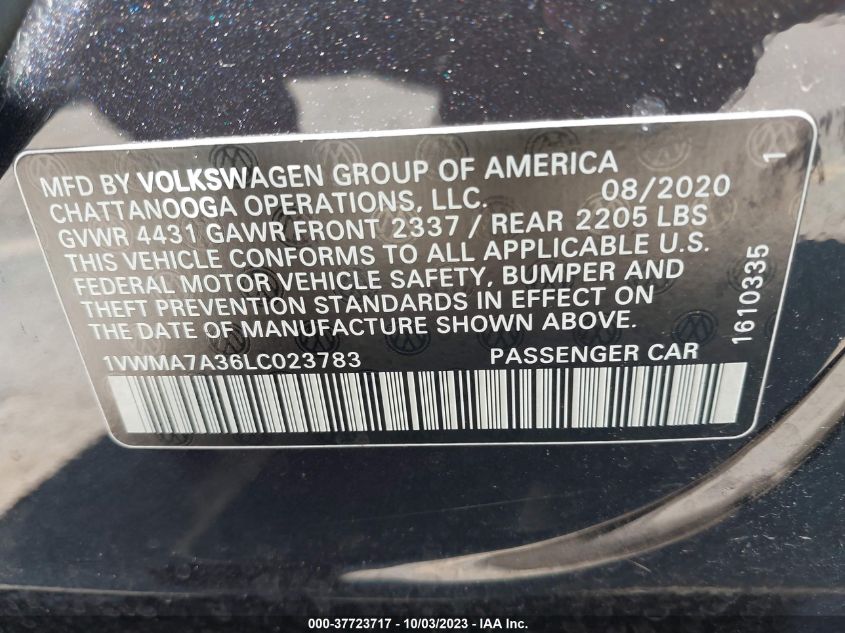 MFD BY VOLKSWAGEN GROUP OF AMERICA
CHATTANOOGA OPERATIONS, LLC. 08/2020
GVWR 4431 GAWR FRONT 2337 / REAR 2205 LBS
THIS VEHICLE CONFORMS TO ALL APPLICABLE U.S.
FEDERAL MOTOR VEHICLE SAFETY, BUMPER AND
THEFT PREVENTION STANDARDS IN EFFECT ON
THE DATE OF MANUFACTURE SHOWN ABOVE.
1VWMA7A36LC023783 PASSENGER CAR
1610335 1
000-37723717 - 10/03/2023 - IAA Inc.